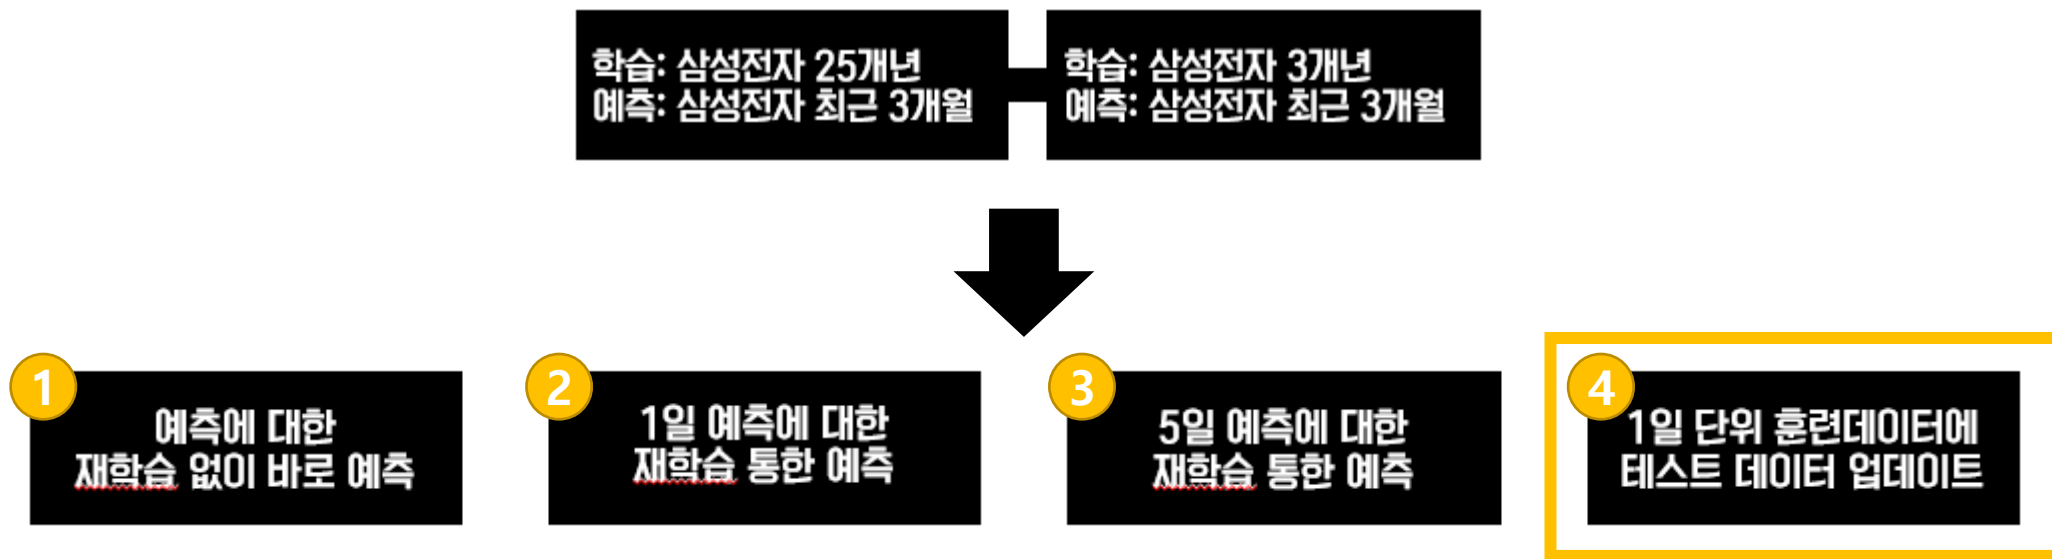 학습: 삼성전자 25개년
예측: 삼성전자 최근 3개월
학습: 삼성전자 3개년
예측: 삼성전자 최근 3개월
1
예측에 대한
재학습 없이 바로 예측
2
1일 예측에 대한
재학습 통한 예측
3
5일 예측에 대한
재학습 통한 예측
4
1일 단위 훈련데이터에
테스트 데이터 업데이트